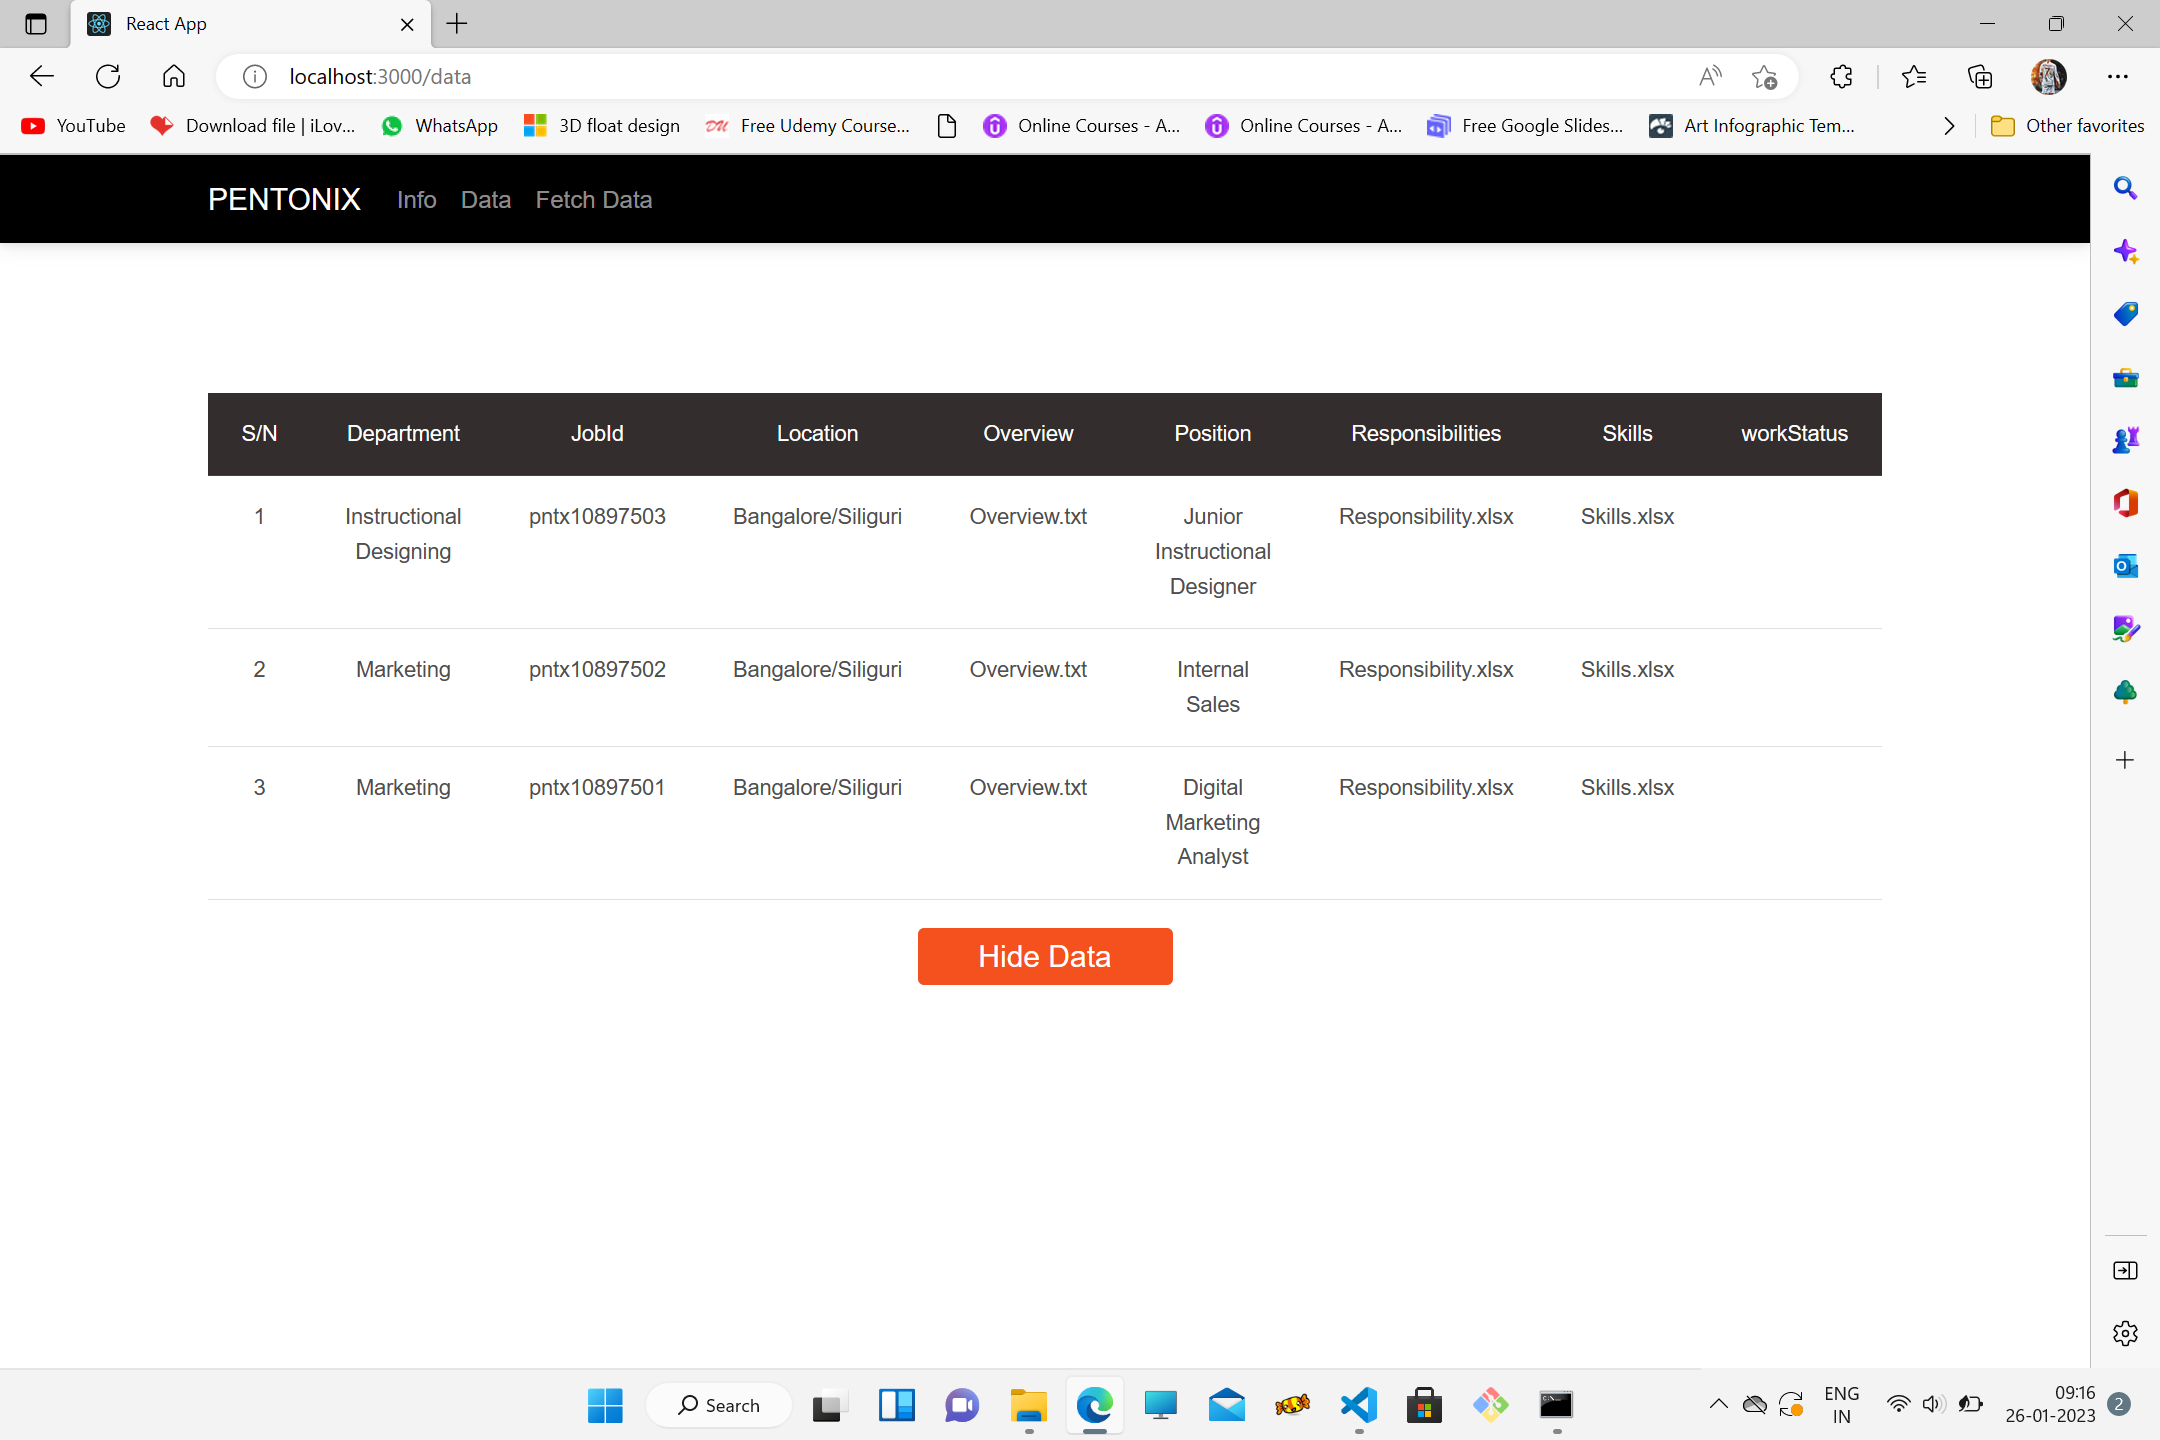 React App
localhost:3000/data
YouTube Download file | iLov... WhatsApp 3D float design DU Free Udemy Course... Online Courses - A... Online Courses - A... Free Google Slides... Art Infographic Tem... Other favorites
PENTONIX Info Data Fetch Data
S/N Department JobId Location Overview Position Responsibilities Skills workStatus
1 Instructional pntx10897503 Bangalore/Siliguri Overview.txt Junior Responsibility.xlsx Skills.xlsx
Designing Instructional
Designer
2 Marketing pntx10897502 Bangalore/Siliguri Overview.txt Internal Responsibility.xlsx Skills.xlsx
Sales
3 Marketing pntx10897501 Bangalore/Siliguri Overview.txt Digital Responsibility.xlsx Skills.xlsx
Marketing
Analyst
Hide Data
Search
ENG
IN
09:16
26-01-2023
2